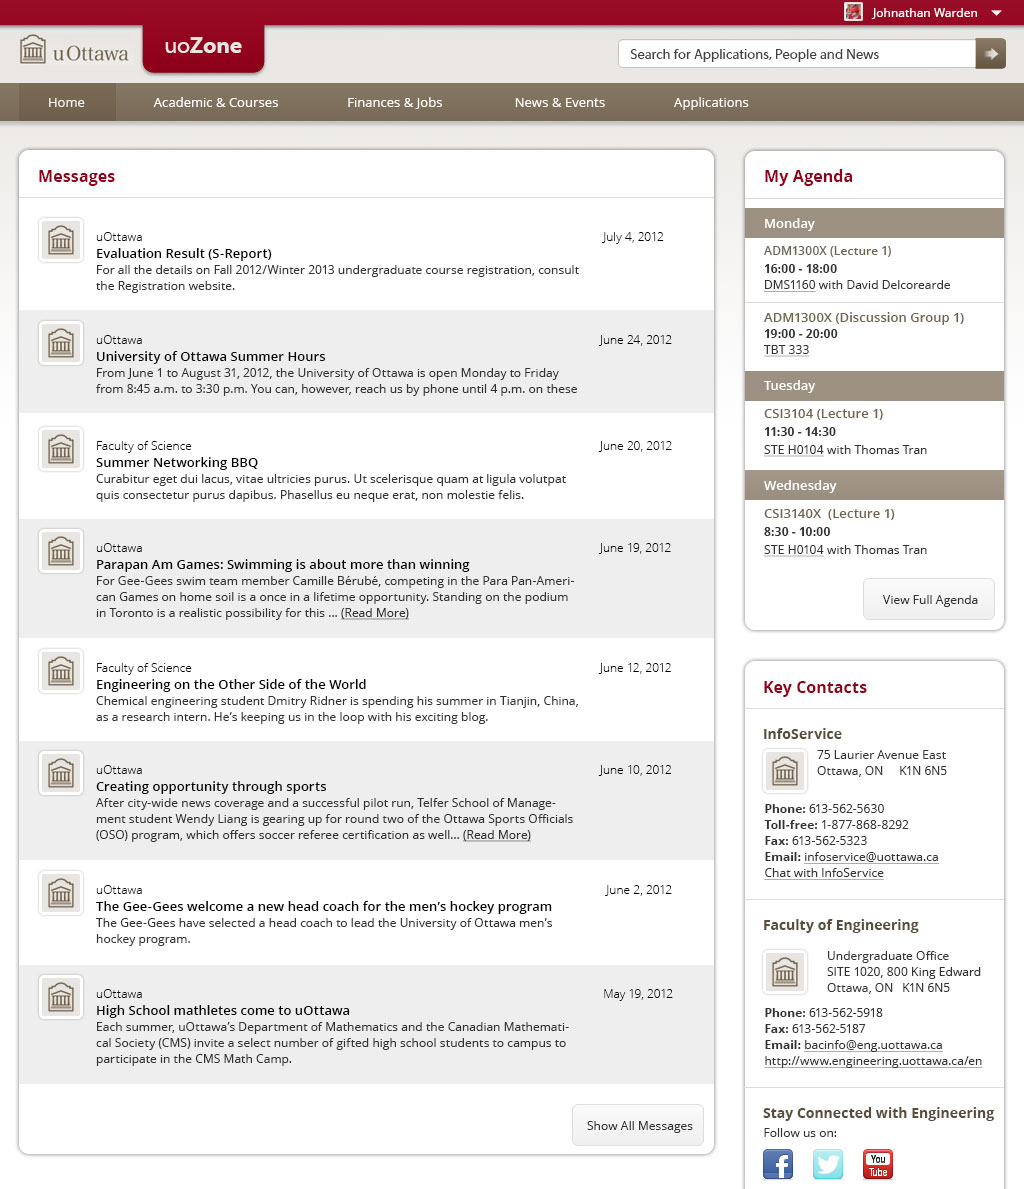 Johnathan Warden
uOttawa
uoZone
Search for Applications, People and News
Home
Academic & Courses
Finances & Jobs
News & Events
Applications
Messages
uOttawa
July 4, 2012
Evaluation Result (S-Report)
For all the details on Fall 2012/Winter 2013 undergraduate course registration, consult
the Registration website.
uOttawa
June 24, 2012
University of Ottawa Summer Hours
From June 1 to August 31, 2012, the University of Ottawa is open Monday to Friday
from 8:45 a.m. to 3:30 p.m. You can, however, reach us by phone until 4 p.m. on these
Faculty of Science
June 20, 2012
Summer Networking BBQ
Curabitur eget dui lacus, vitae ultricies purus. Ut scelerisque quam at ligula volutpat
quis consectetur purus dapibus. Phasellus eu neque erat, non molestie felis.
uOttawa
June 19, 2012
Parapan Am Games: Swimming is about more than winning
For Gee-Gees swim team member Camille Bérubé, competing in the Para Pan-Ameri-
can Games on home soil is a once in a lifetime opportunity. Standing on the podium
in Toronto is a realistic possibility for this ... (Read More)
Faculty of Science
June 12, 2012
Engineering on the Other Side of the World
Chemical engineering student Dmitry Ridner is spending his summer in Tianjin, China,
as a research intern. He’s keeping us in the loop with his exciting blog.
uOttawa
June 10, 2012
Creating opportunity through sports
After city-wide news coverage and a successful pilot run, Telfer School of Manage-
ment student Wendy Liang is gearing up for round two of the Ottawa Sports Officials
(OSO) program, which offers soccer referee certification as well... (Read More)
uOttawa
June 2, 2012
The Gee-Gees welcome a new head coach for the men’s hockey program
The Gee-Gees have selected a head coach to lead the University of Ottawa men’s
hockey program.
uOttawa
May 19, 2012
High School mathletes come to uOttawa
Each summer, uOttawa’s Department of Mathematics and the Canadian Mathemati-
cal Society (CMS) invite a select number of gifted high school students to campus to
participate in the CMS Math Camp.
Show All Messages
My Agenda
Monday
ADM1300X (Lecture 1)
16:00 - 18:00
DMS1160 with David Delcorearde
ADM1300X (Discussion Group 1)
19:00 - 20:00
TBT 333
Tuesday
CSI3104 (Lecture 1)
11:30 - 14:30
STE H0104 with Thomas Tran
Wednesday
CSI3140X (Lecture 1)
8:30 - 10:00
STE H0104 with Thomas Tran
View Full Agenda
Key Contacts
InfoService
75 Laurier Avenue East
Ottawa, ON K1N 6N5
Phone: 613-562-5630
Toll-free: 1-877-868-8292
Fax: 613-562-5323
Email: infoservice@uottawa.ca
Chat with InfoService
Faculty of Engineering
Undergraduate Office
SITE 1020, 800 King Edward
Ottawa, ON K1N 6N5
Phone: 613-562-5918
Fax: 613-562-5187
Email: bacinfo@eng.uottawa.ca
http://www.engineering.uottawa.ca/en
Stay Connected with Engineering
Follow us on:
You
Tube